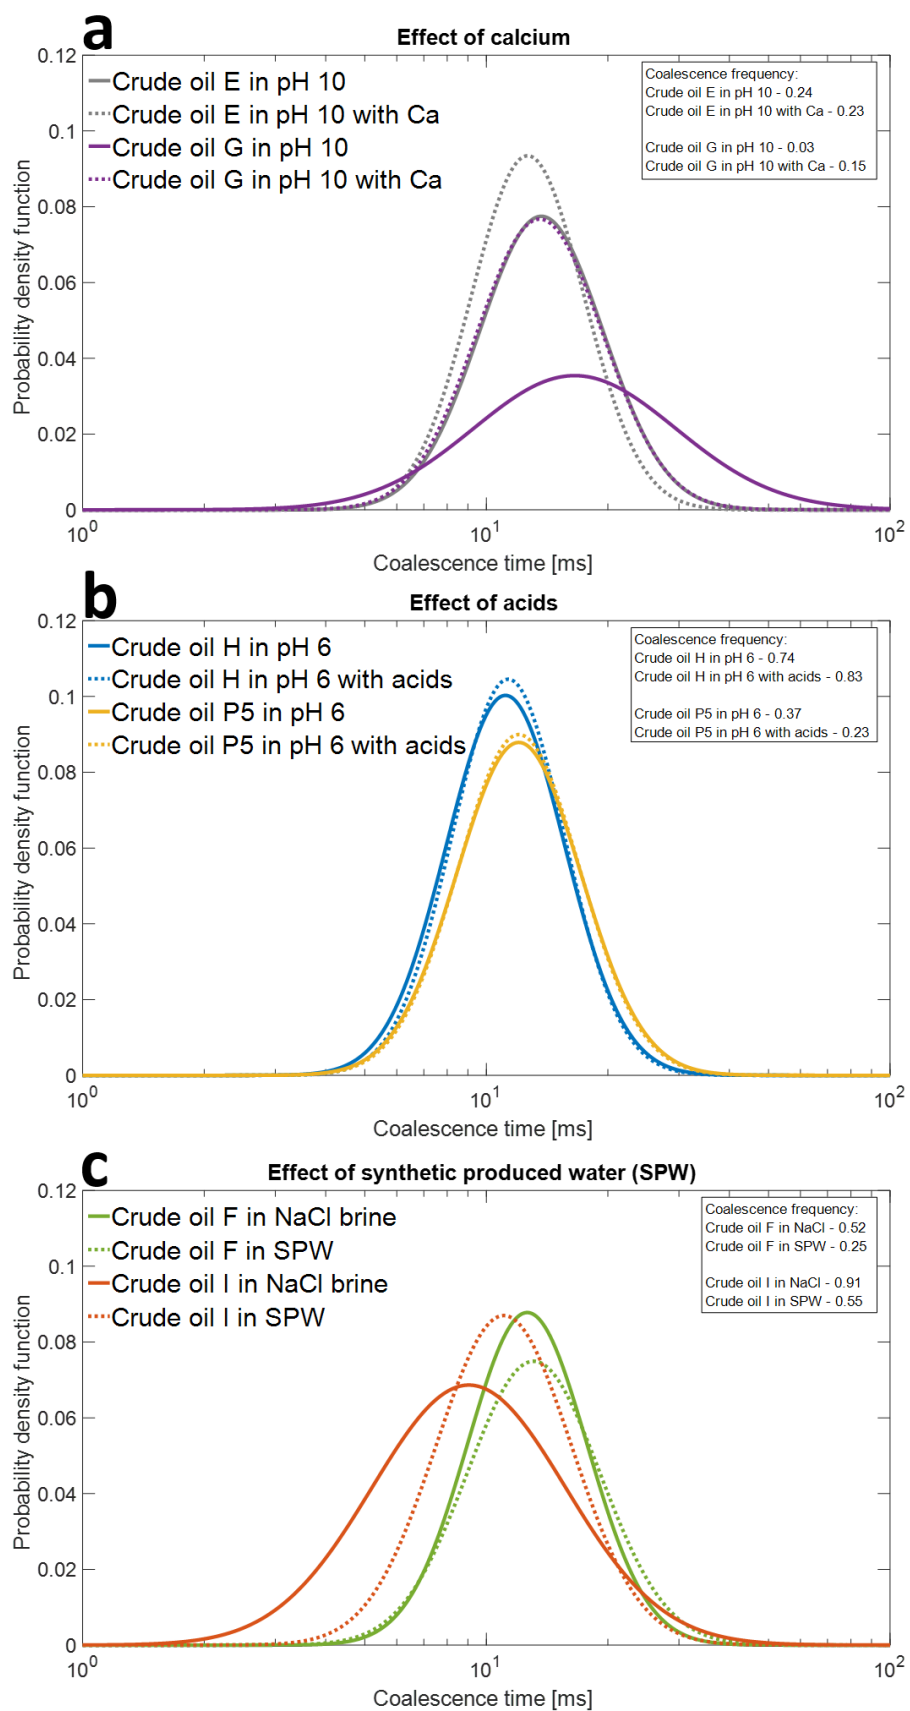 a
Effect of calcium
0.12
0.1
0.08
0.06
0.04
0.02
0
Probability density function
Crude oil E in pH 10
Crude oil E in pH 10 with Ca
Crude oil G in pH 10
Crude oil G in pH 10 with Ca
Coalescence frequency:
Crude oil E in pH 10 - 0.24
Crude oil E in pH 10 with Ca - 0.23
Crude oil G in pH 10 - 0.03
Crude oil G in pH 10 with Ca - 0.15
10^0 10^1 10^2
Coalescence time [ms]
b
Effect of acids
0.12
0.1
0.08
0.06
0.04
0.02
0
Probability density function
Crude oil H in pH 6
Crude oil H in pH 6 with acids
Crude oil P5 in pH 6
Crude oil P5 in pH 6 with acids
Coalescence frequency:
Crude oil H in pH 6 - 0.74
Crude oil H in pH 6 with acids - 0.83
Crude oil P5 in pH 6 - 0.37
Crude oil P5 in pH 6 with acids - 0.23
10^0 10^1 10^2
Coalescence time [ms]
c
Effect of synthetic produced water (SPW)
0.12
0.1
0.08
0.06
0.04
0.02
0
Probability density function
Crude oil F in NaCl brine
Crude oil F in SPW
Crude oil I in NaCl brine
Crude oil I in SPW
Coalescence frequency:
Crude oil F in NaCl - 0.52
Crude oil F in SPW - 0.25
Crude oil I in NaCl - 0.91
Crude oil I in SPW - 0.55
10^0 10^1 10^2
Coalescence time [ms]